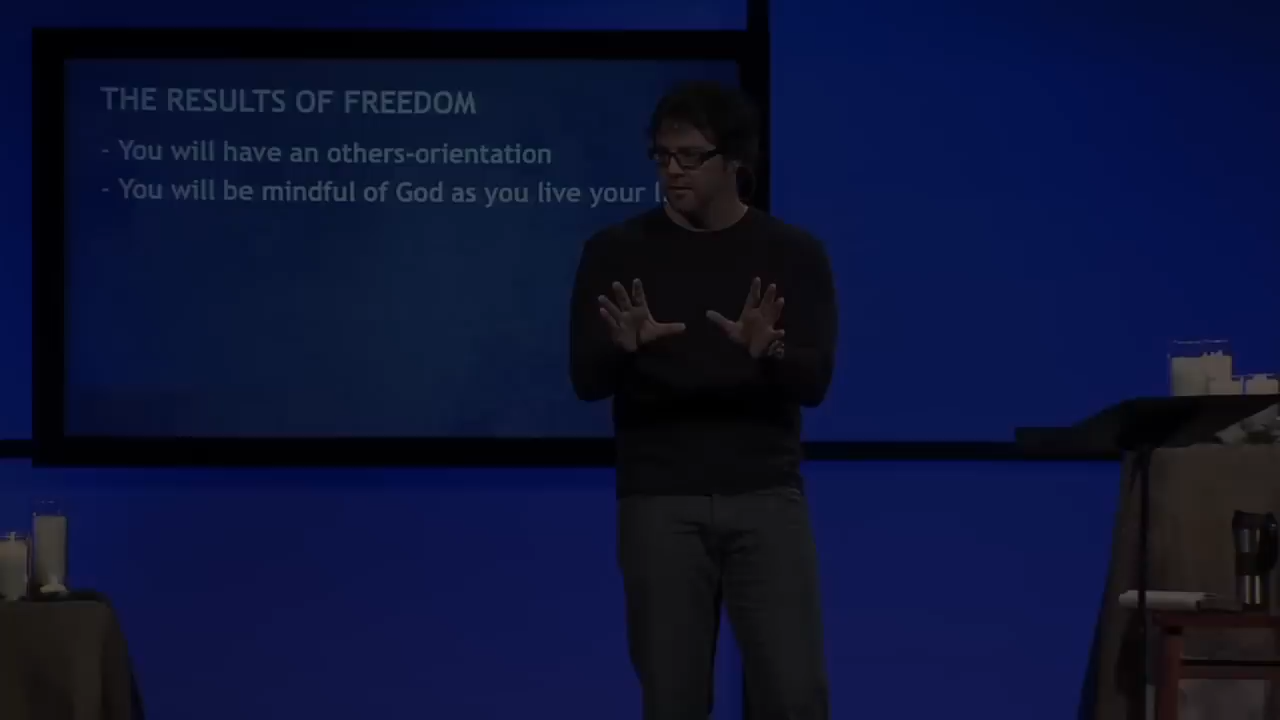 THE RESULTS OF FREEDOM
- You will have an others-orientation
- You will be mindful of God as you live your